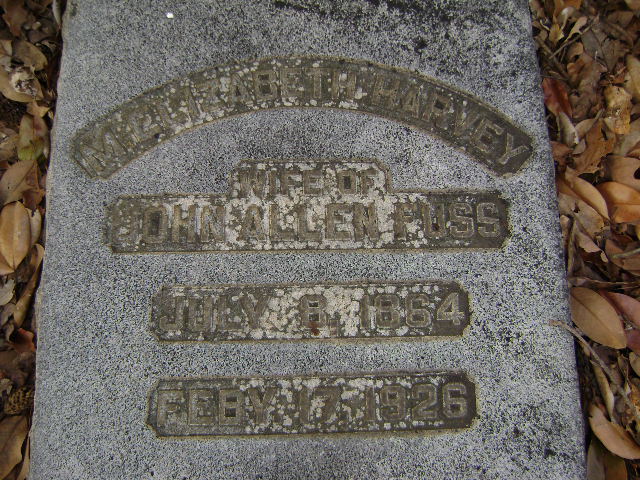 M. ELIZABETH HARVEY
WIFE OF
JOHN ALLEN FUSS
JULY 8, 1864
FEBY 17, 1926